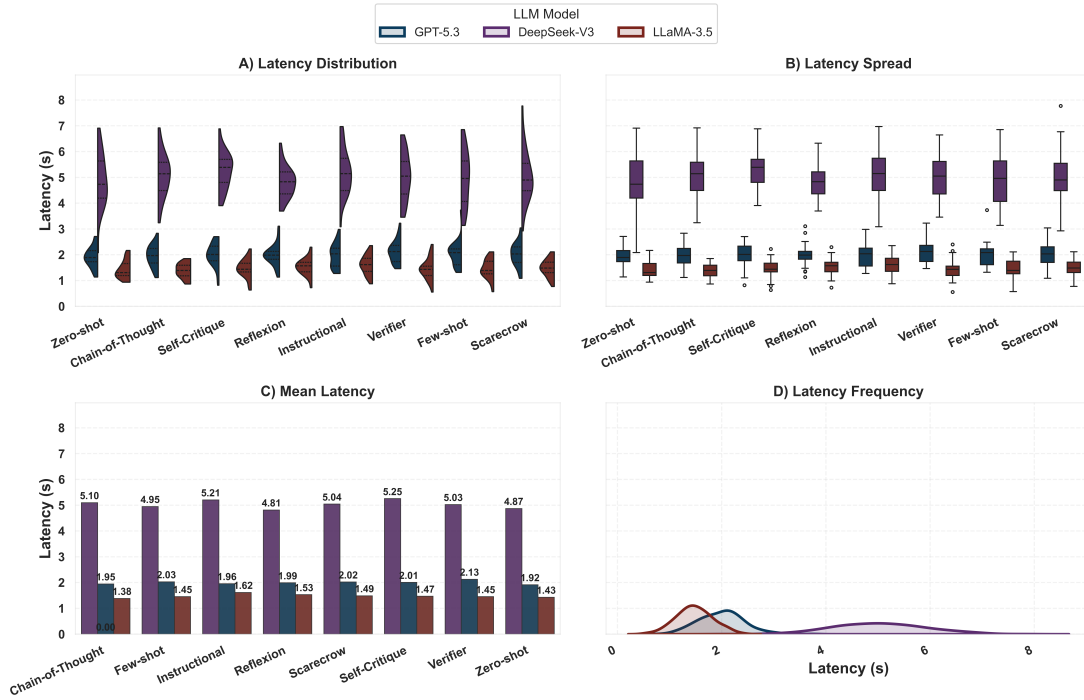 LLM Model
GPT-5.3 DeepSeek-V3 LLaMA-3.5
A) Latency Distribution
Latency (s)
8
7
6
5
4
3
2
1
0
Zero-shot Chain-of-Thought Self-Critique Reflexion Instructional Verifier Few-shot Scarecrow
B) Latency Spread
Zero-shot Chain-of-Thought Self-Critique Reflexion Instructional Verifier Few-shot Scarecrow
C) Mean Latency
Latency (s)
8
7
6
5
4
3
2
1
0
5.10 4.95 5.21 4.81 5.04 5.25 5.03 4.87
1.95 2.03 1.96 1.99 2.02 2.01 2.13 1.92
1.38 1.45 1.62 1.53 1.49 1.47 1.45 1.43
0.00
Chain-of-Thought Few-shot Instructional Reflexion Scarecrow Self-Critique Verifier Zero-shot
D) Latency Frequency
0 2 4 6 8
Latency (s)